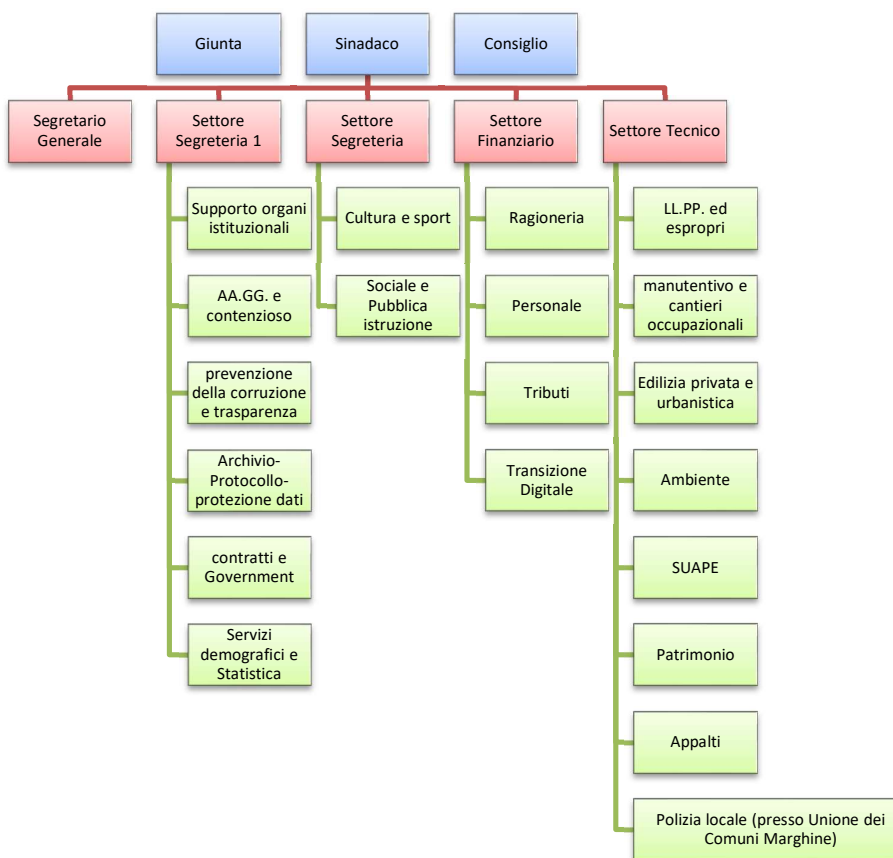 Giunta
Sinadaco
Consiglio
Segretario
Generale
Settore
Segreteria 1
Settore
Segreteria
Settore
Finanziario
Settore Tecnico
Supporto organi
istituzionali
AA.GG. e
contenzioso
prevenzione
della corruzione
e trasparenza
Archivio-
Protocollo-
protezione dati
contratti e
Government
Servizi
demografici e
Statistica
Cultura e sport
Sociale e
Pubblica
istruzione
Ragioneria
Personale
Tributi
Transizione
Digitale
LL.PP. ed
espropri
manutentivo e
cantieri
occupazionali
Edilizia privata e
urbanistica
Ambiente
SUAPE
Patrimonio
Appalti
Polizia locale (presso Unione dei
Comuni Marghine)